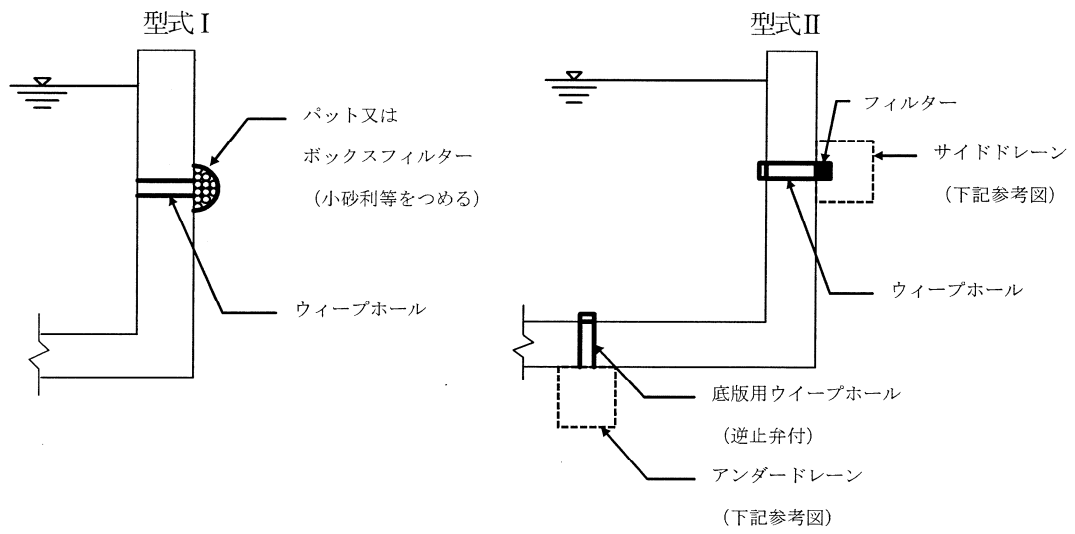 型式Ⅰ
パット又は
ボックスフィルター
（小砂利等をつめる）
ウィープホール
型式Ⅱ
フィルター
サイドドレーン
（下記参考図）
ウィープホール
底版用ウイープホール
（逆止弁付）
アンダードレーン
（下記参考図）